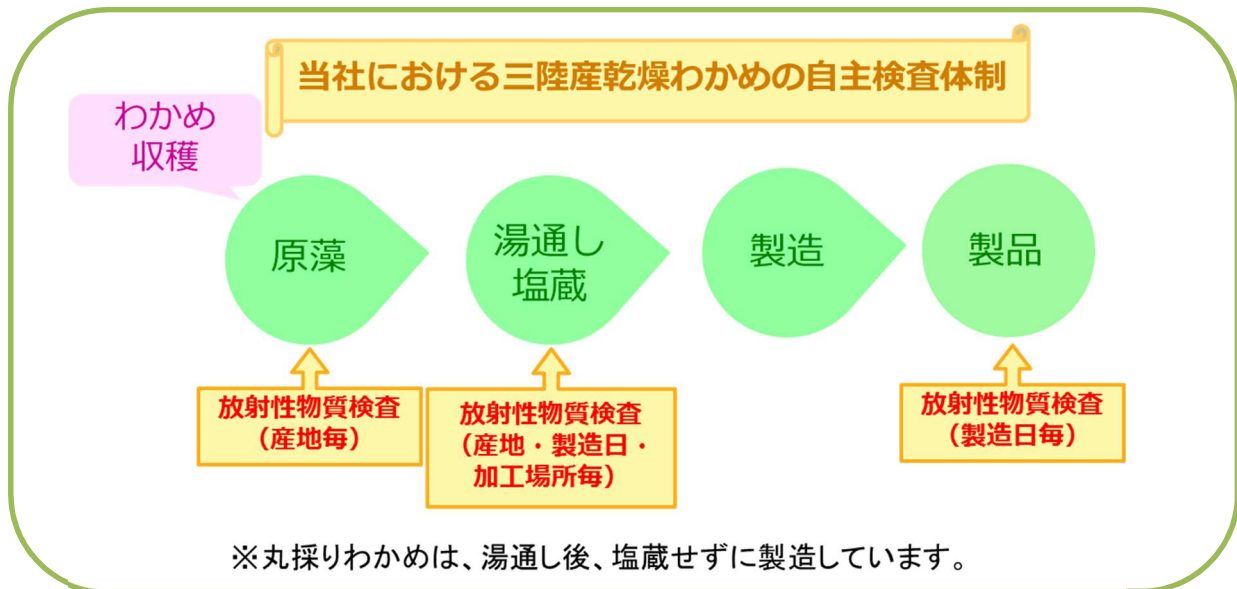 当社における三陸産乾燥わかめの自主検査体制
わかめ
収穫
原藻
湯通し
塩蔵
製造
製品
放射性物質検査
（産地毎）
放射性物質検査
（産地・製造日・
加工場所毎）
放射性物質検査
（製造日毎）
※丸採りわかめは、湯通し後、塩蔵せずに製造しています。